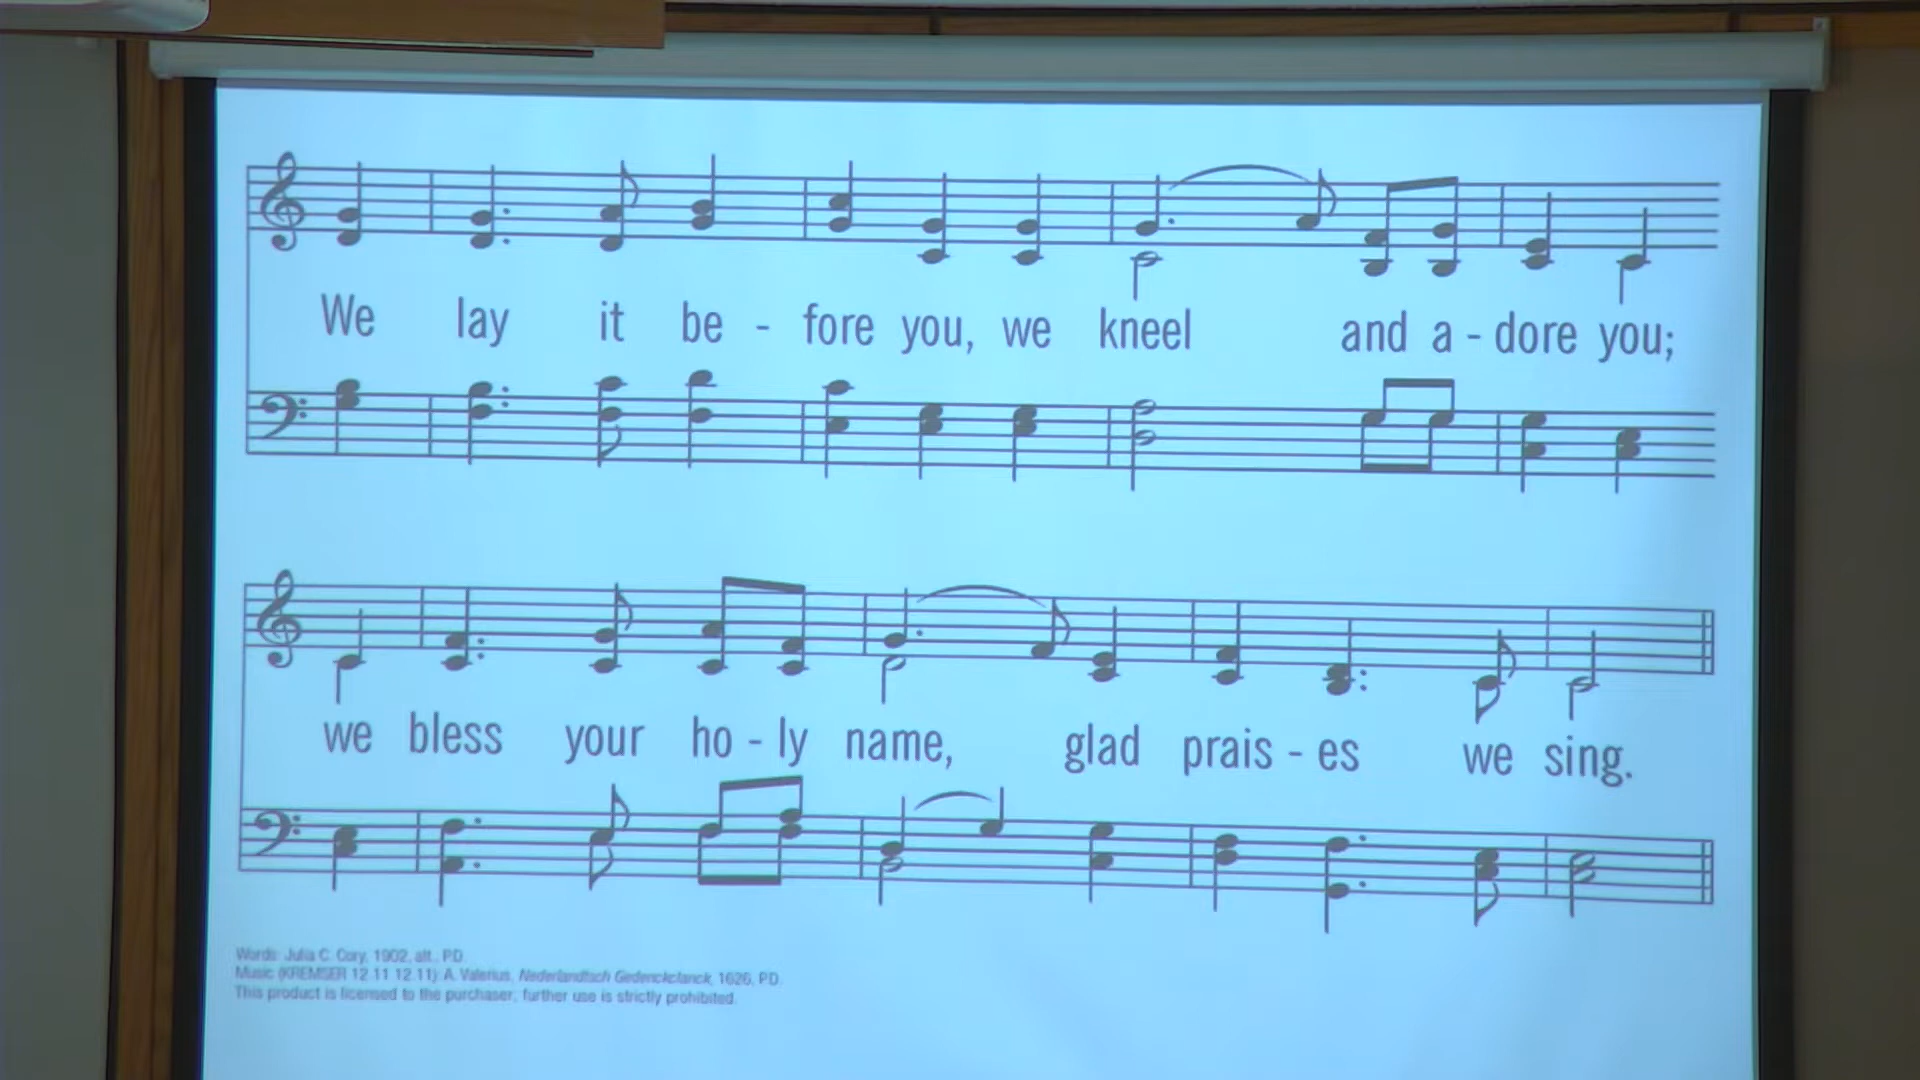 We lay it be - fore you, we kneel and a - dore you;
we bless your ho - ly name, glad prais - es we sing.
Words: Julia C. Cory, 1902, alt., P.D.
Music (KREMSER 12.11.12.11): A. Valerius, Nederlandtsch Gedenckclanck, 1626, P.D.
This product is licensed to the purchaser; further use is strictly prohibited.